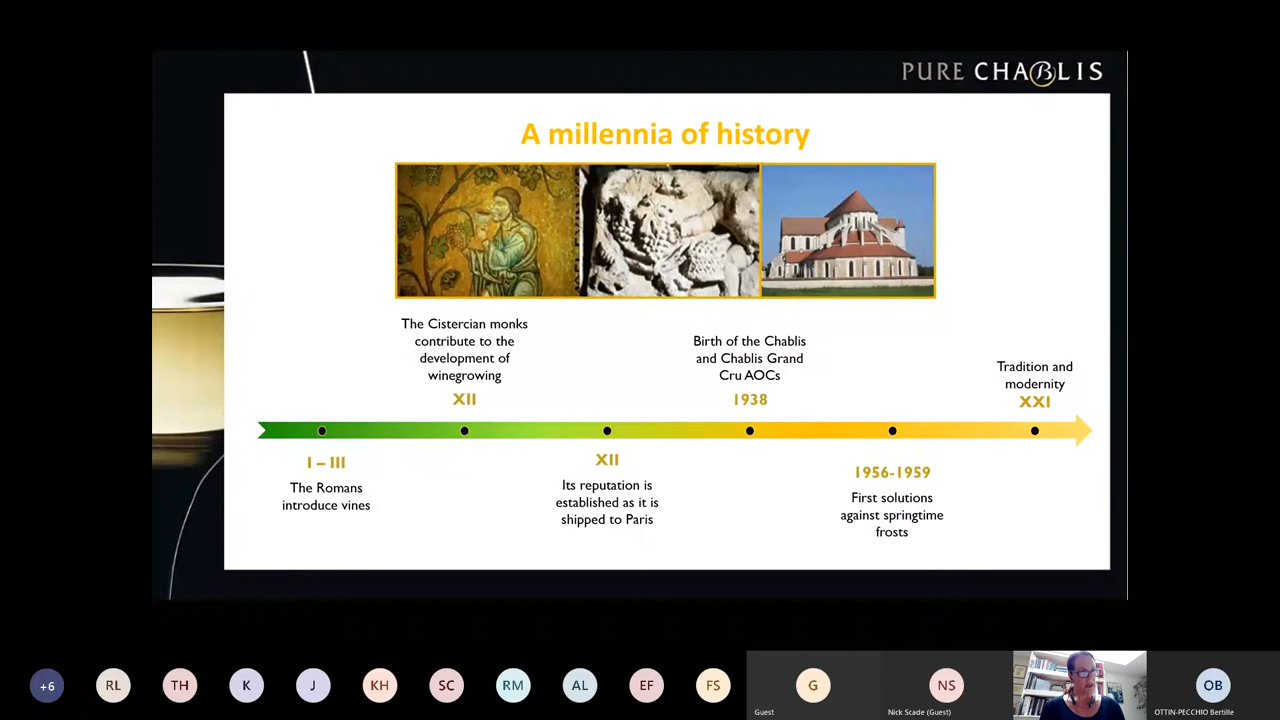 PURE CHABLIS
A millennia of history
The Cistercian monks
contribute to the
development of
winegrowing
XII
Birth of the Chablis
and Chablis Grand
Cru AOCs
1938
Tradition and
modernity
XXI
I – III
The Romans
introduce vines
XII
Its reputation is
established as it is
shipped to Paris
1956-1959
First solutions
against springtime
frosts
+6
RL
TH
K
J
KH
SC
RM
AL
EF
FS
G
Guest
NS
Nick Scade (Guest)
OB
OTTIN-PECCHIO Bertille